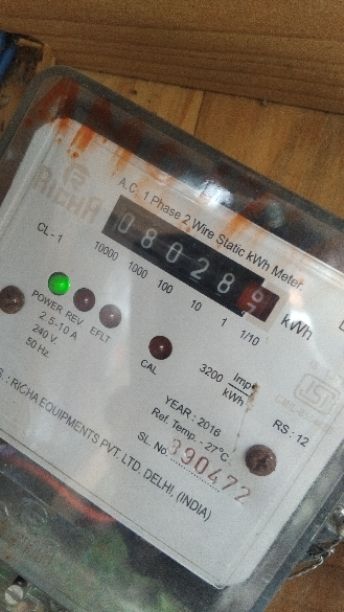 RICHA
A.C. 1 Phase 2 Wire Static kWh Meter.
08028
kWh
CL-1
10000 1000 100 10 1 1/10
POWER REV EFLT
2.5-10 A
240 V.
50 Hz.
CAL
3200 Imp/kWh
YEAR : 2016
Ref. Temp. : 27°C
RS : 12
SL. No. 890472
: RICHA EQUIPMENTS PVT. LTD. DELHI, (INDIA)